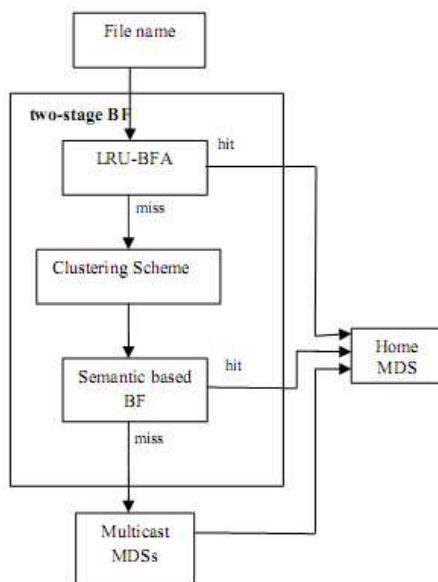 File name
two-stage BF
LRU-BFA
hit
miss
Clustering Scheme
Semantic based
BF
hit
miss
Home
MDS
Multicast
MDSs